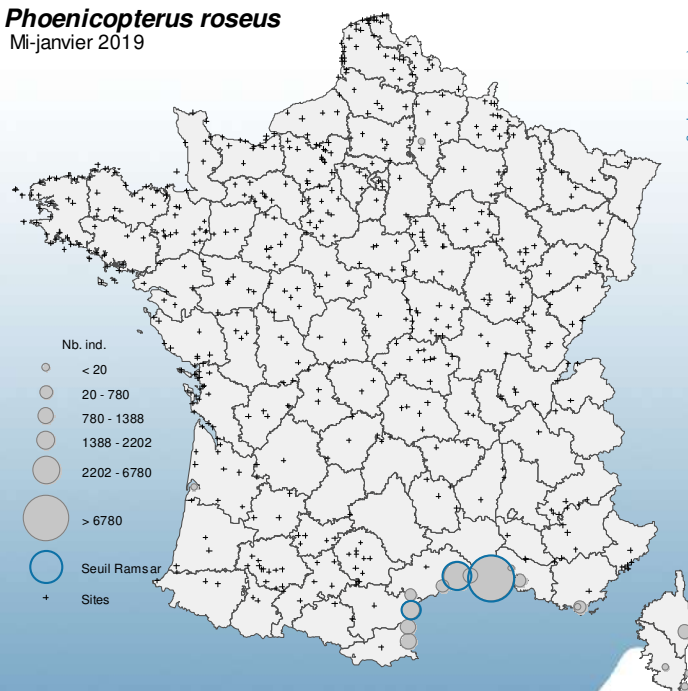 Phoenicopterus roseus
Mi-janvier 2019
Nb. ind.
< 20
20 - 780
780 - 1388
1388 - 2202
2202 - 6780
> 6780
Seuil Ramsar
Sites